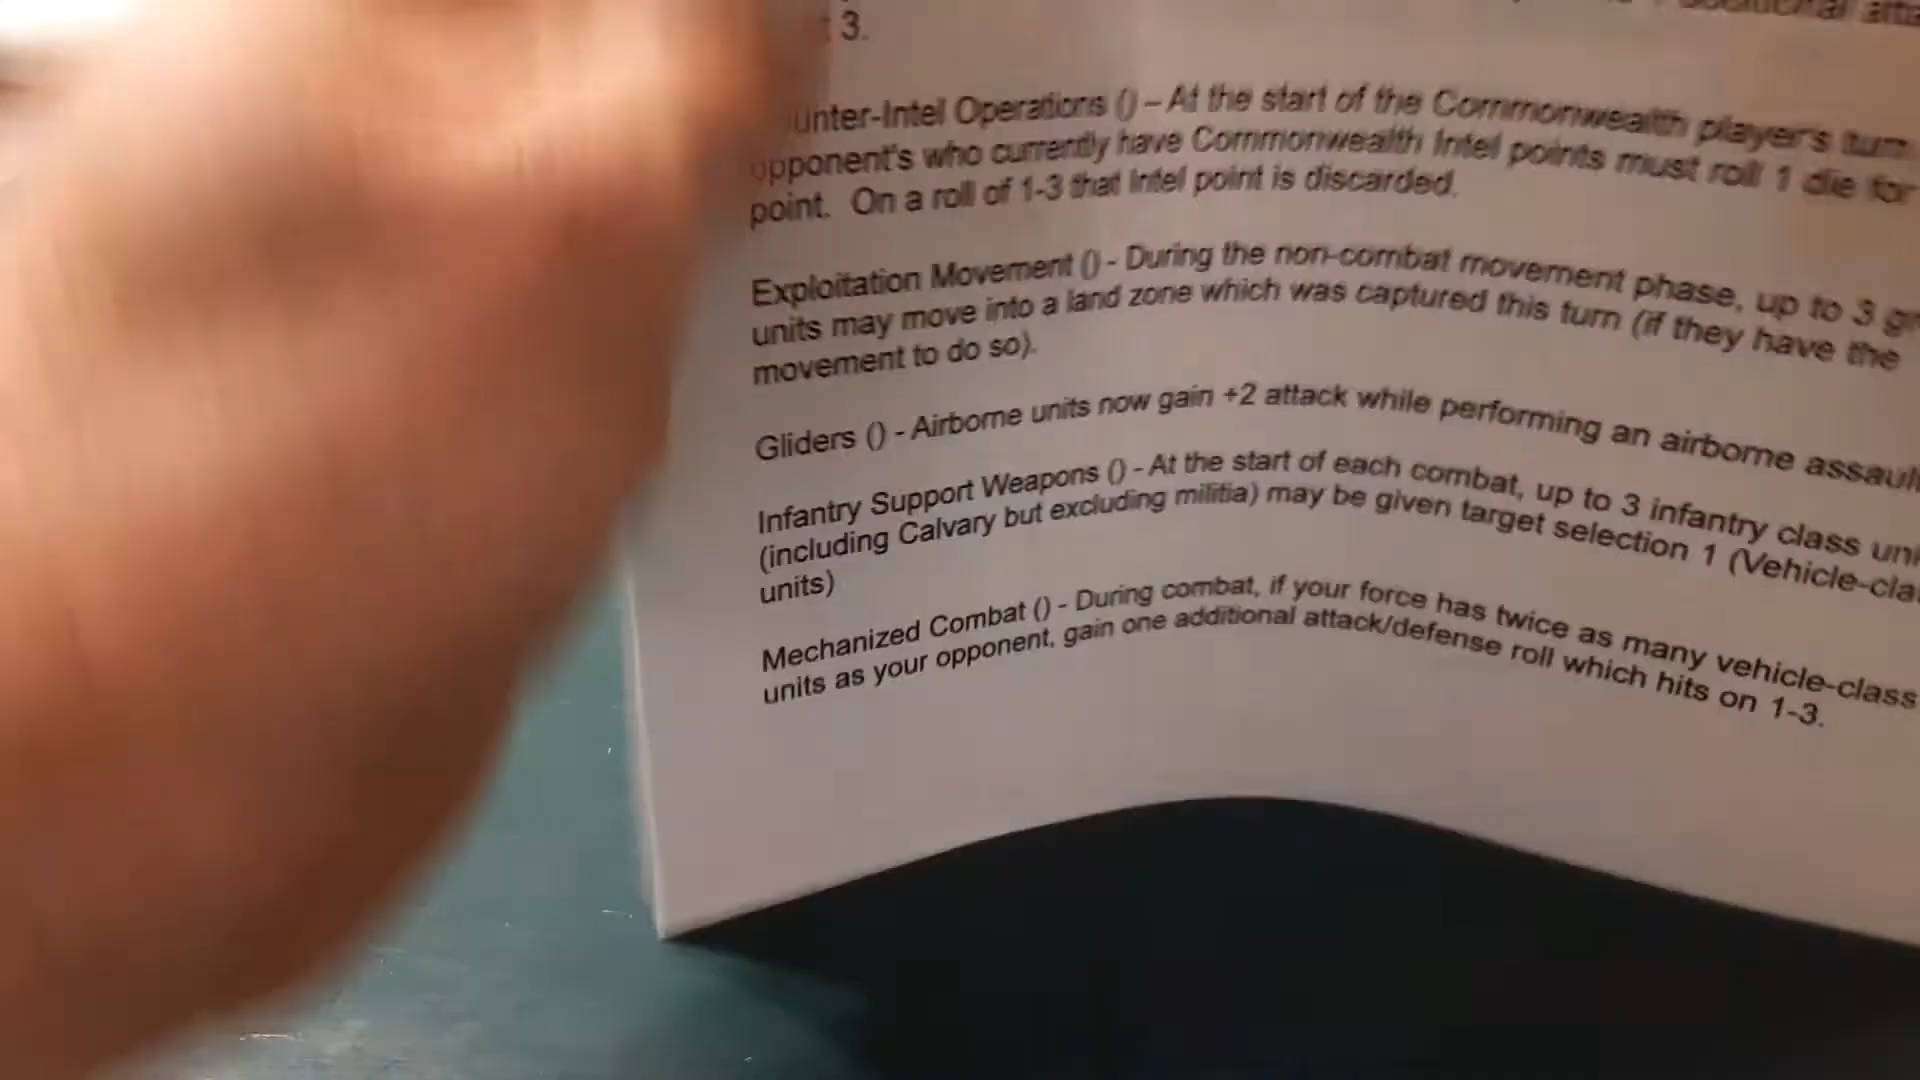 additional
3.
unter-Intel Operations () – At the start of the Commonwealth player's turn
opponent's who currently have Commonwealth Intel points must roll 1 die for
point. On a roll of 1-3 that Intel point is discarded.
Exploitation Movement () - During the non-combat movement phase, up to 3
units may move into a land zone which was captured this turn (if they have the
movement to do so).
Gliders () - Airborne units now gain +2 attack while performing an airborne assaul
Infantry Support Weapons () - At the start of each combat, up to 3 infantry class uni
(including Calvary but excluding militia) may be given target selection 1 (Vehicle-cla
units)
Mechanized Combat () - During combat, if your force has twice as many vehicle-class
units as your opponent, gain one additional attack/defense roll which hits on 1-3.